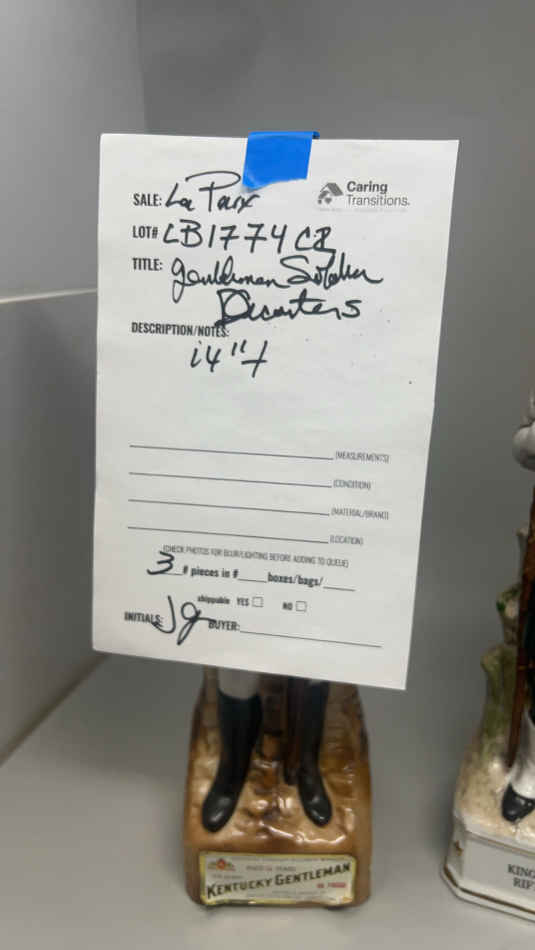 Caring
Transitions.
SALE: La Paix
LOT# LB1774 CR
TITLE: Gentleman Soldier
Decanters
DESCRIPTION/NOTES:
14"t
(MEASUREMENTS)
(CONDITION)
(MATERIAL/BRAND)
(LOCATION)
(CHECK PHOTOS FOR BLUR/LIGHTING BEFORE ADDING TO QUEUE)
3 # pieces in # boxes/bags/
shippable YES NO
INITIALS: Jg BUYER:
KENTUCKY GENTLEMAN
KING
RIF